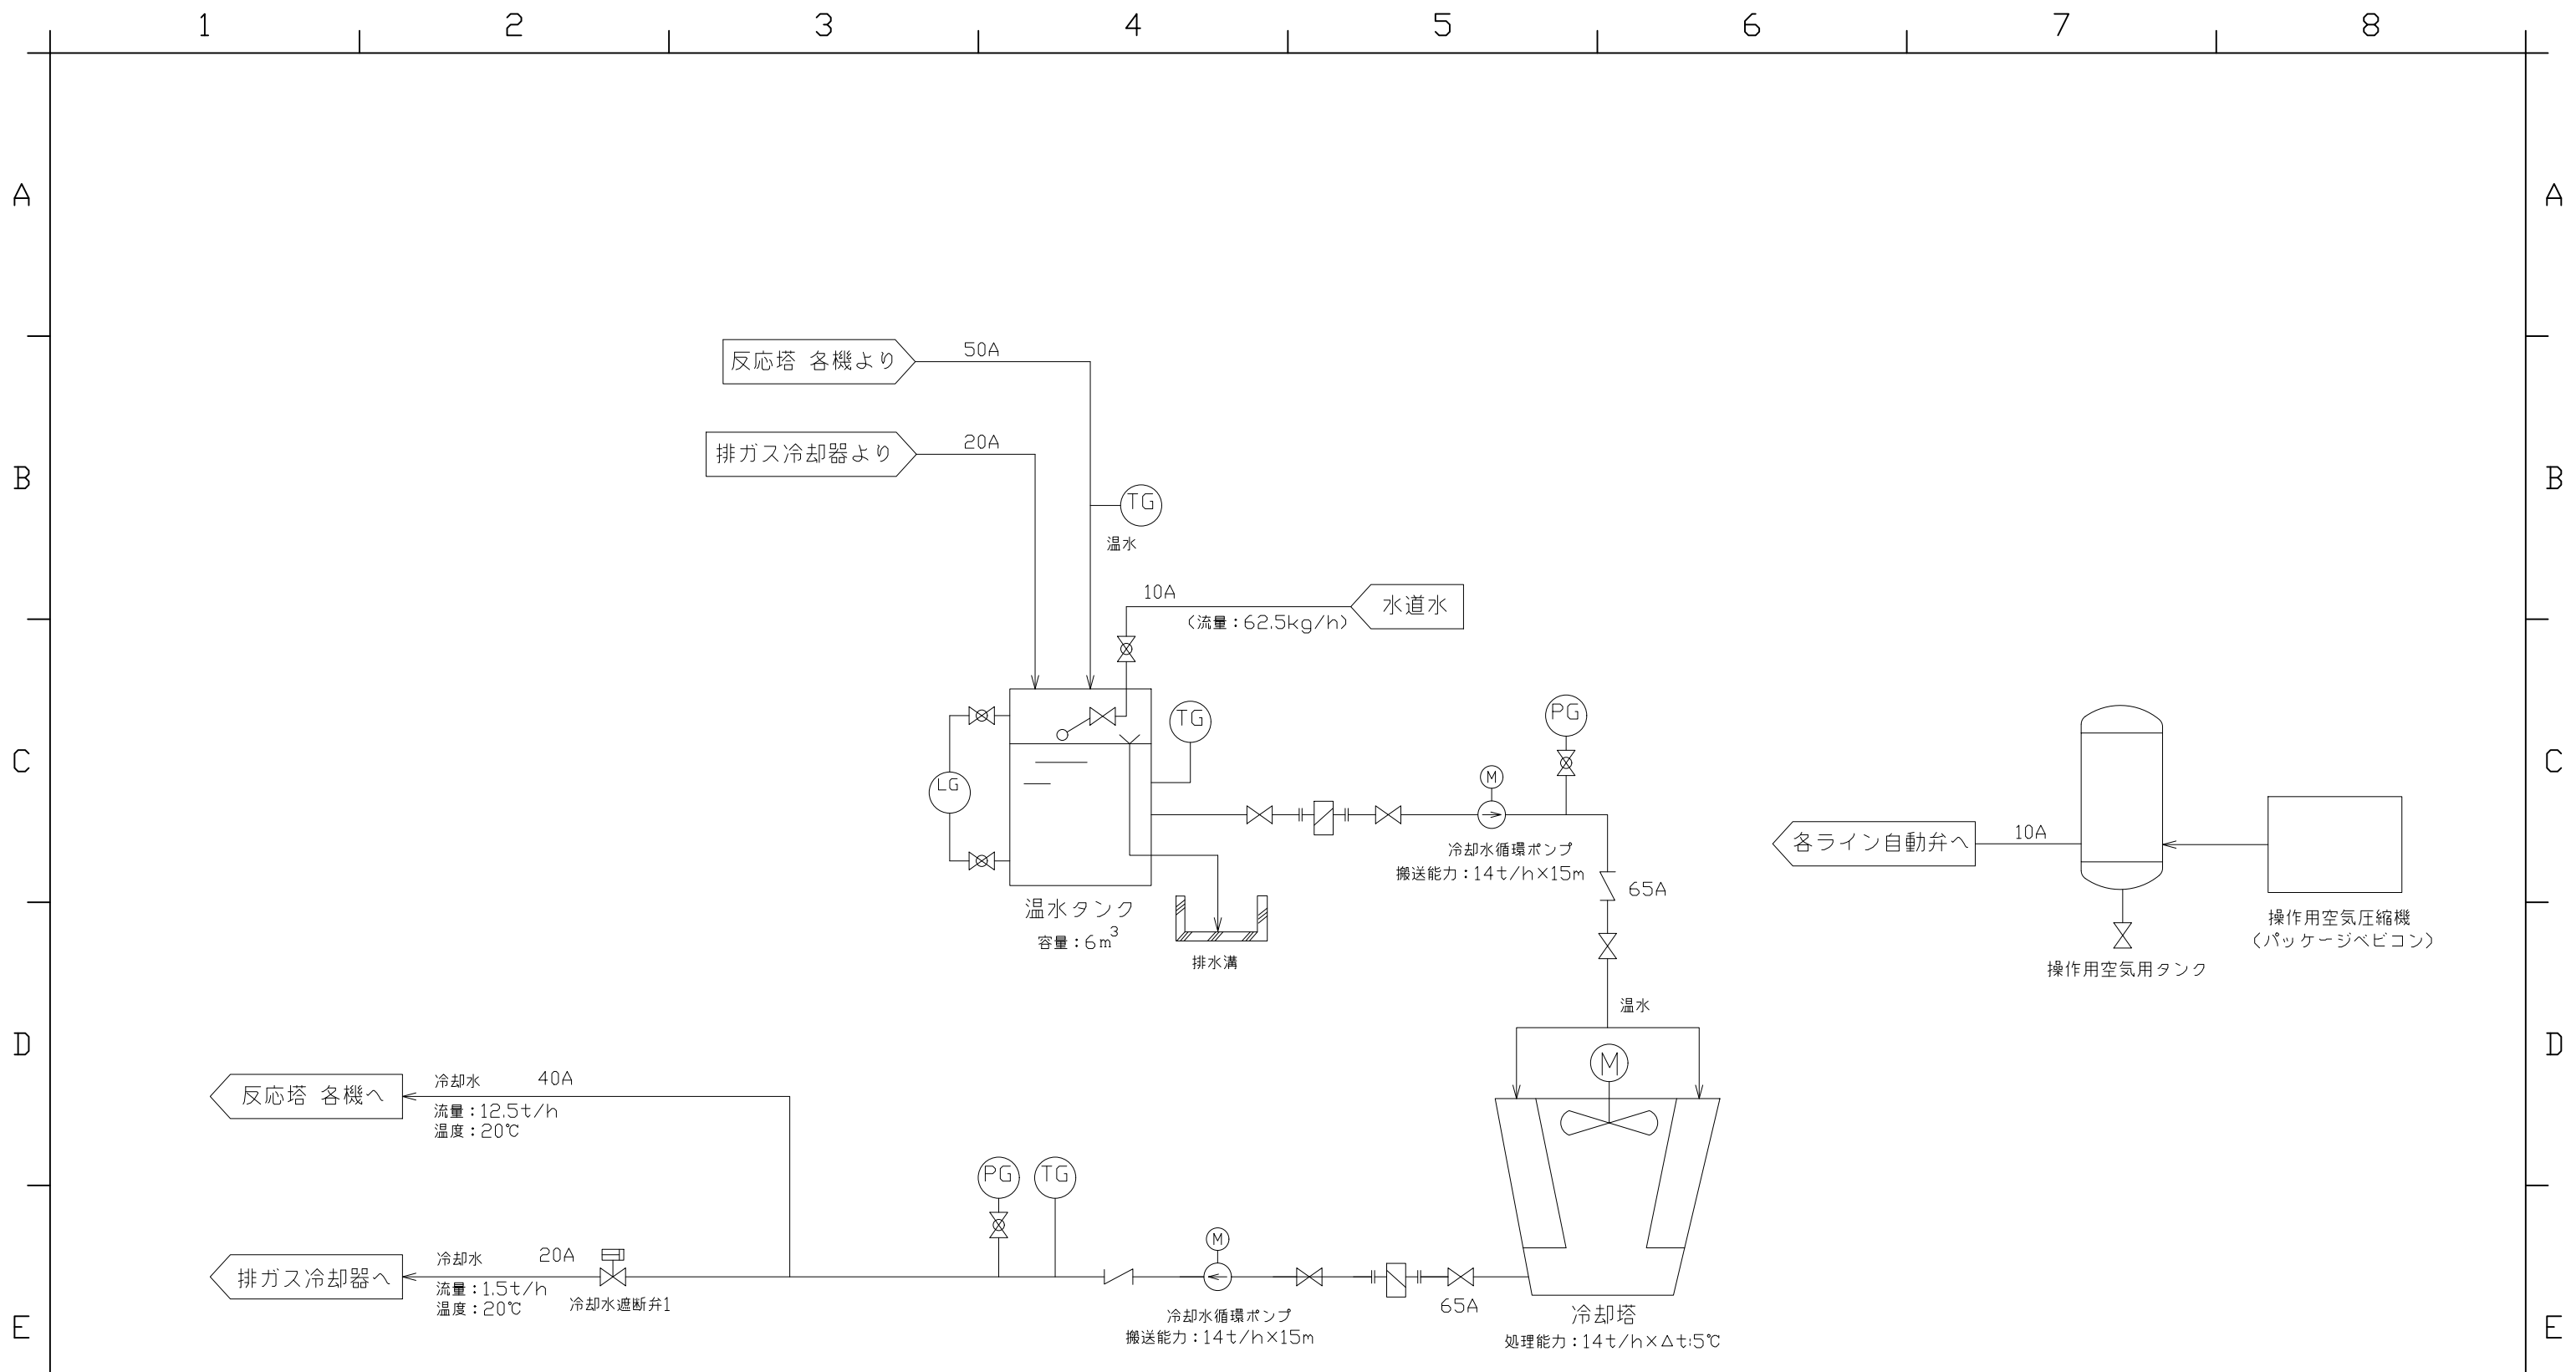 1 2 3 4 5 6 7 8
A A
反応塔 各機より 50A
排ガス冷却器より 20A
B B
TG
温水
10A 水道水
(流量：62.5kg/h)
TG
PG
LG
M
C C
冷却水循環ポンプ
搬送能力：14t/h×15m
65A
各ライン自動弁へ 10A
温水タンク
容量：6m³
排水溝
操作用空気圧縮機
(パッケージベビコン)
操作用空気用タンク
温水
D D
M
反応塔 各機へ
冷却水 40A
流量：12.5t/h
温度：20℃
PG TG
M
排ガス冷却器へ
冷却水 20A
流量：1.5t/h
温度：20℃
冷却水遮断弁1
冷却水循環ポンプ
搬送能力：14t/h×15m
65A
冷却塔
処理能力：14t/h×Δt:5℃
E E